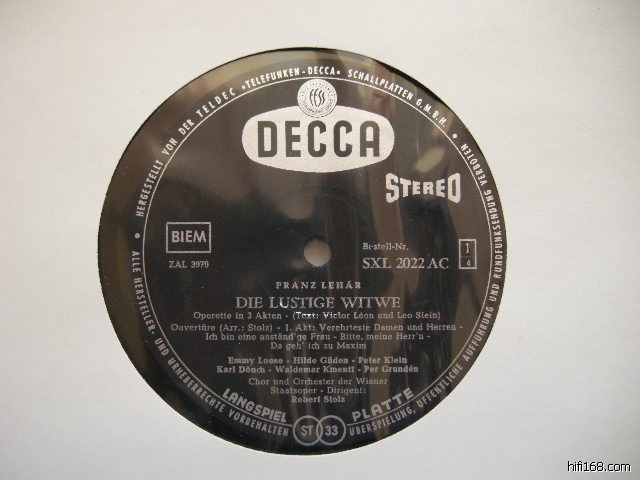 HERGESTELLT VON DER TELDEC •TELEFUNKEN-DECCA• SCHALLPLATTEN G.M.B.H. •
ALLE HERSTELLER- UND URHEBERRECHTE VORBEHALTEN
ÜBERSPIELUNG, ÖFFENTLICHE AUFFÜHRUNG UND RUNDFUNKSENDUNG VERBOTEN
FFSS
DECCA
STEREO
BIEM
ZAL 3979
Bestell-Nr.
SXL 2022 AC
1
4
FRANZ LEHÁR
DIE LUSTIGE WITWE
Operette in 3 Akten - (Text: Victor Léon und Leo Stein)
Ouvertüre (Arr.: Stolz) - 1. Akt: Verehrteste Damen und Herren -
Ich bin eine anständ'ge Frau - Bitte, meine Herr'n -
Da geh' ich zu Maxim
Emmy Loose - Hilde Güden - Peter Klein
Karl Dönch - Waldemar Kmentt - Per Grundén
Chor und Orchester der Wiener
Staatsoper - Dirigent:
Robert Stolz
LANGSPIEL PLATTE
ST 33
hifi168.com